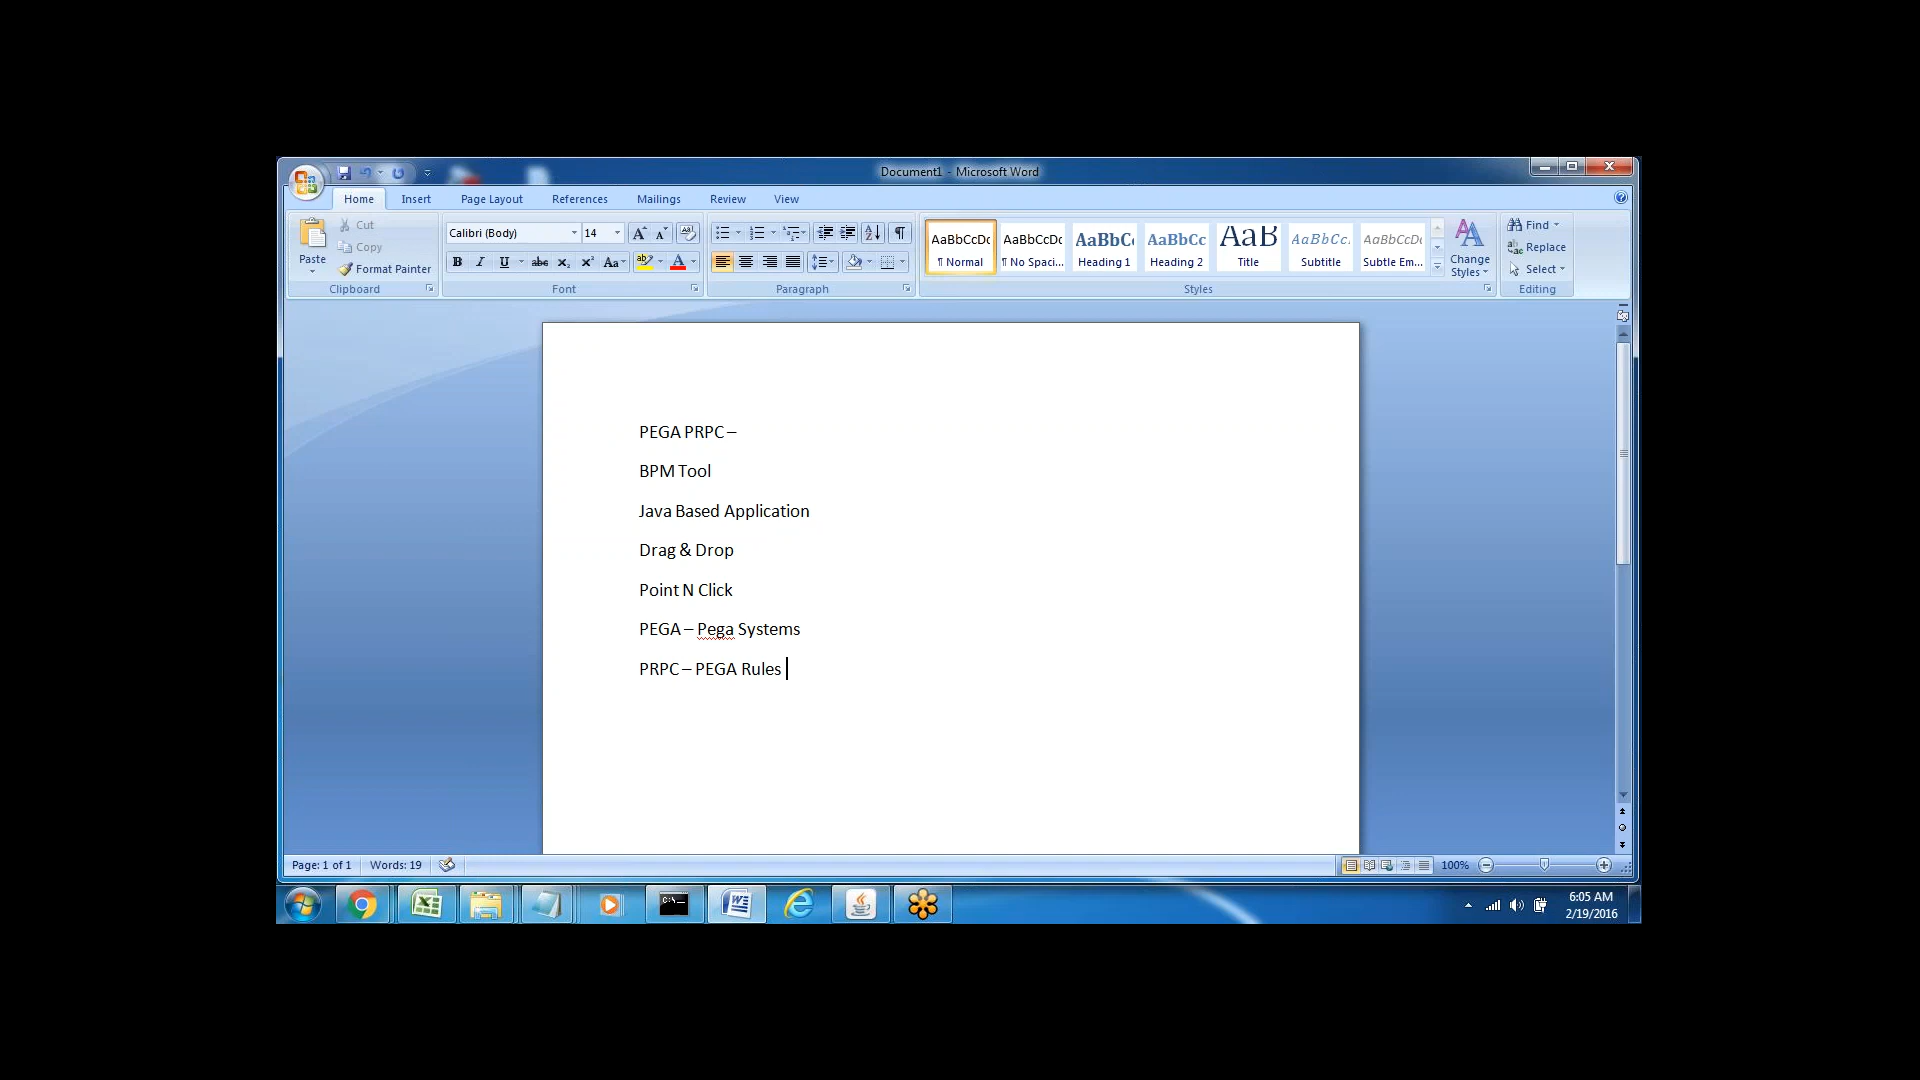 Document1 - Microsoft Word
Home Insert Page Layout References Mailings Review View
Paste
Cut
Copy
Format Painter
Clipboard
Calibri (Body) 14
Font
Paragraph
AaBbCcDc AaBbCcDc AaBbC AaBbCc AaB AaBbCc. AaBbCcDc
¶ Normal ¶ No Spaci... Heading 1 Heading 2 Title Subtitle Subtle Em...
Change
Styles
Styles
Find
Replace
Select
Editing
PEGA PRPC –
BPM Tool
Java Based Application
Drag & Drop
Point N Click
PEGA – Pega Systems
PRPC – PEGA Rules
Page: 1 of 1 Words: 19 100%
6:05 AM
2/19/2016